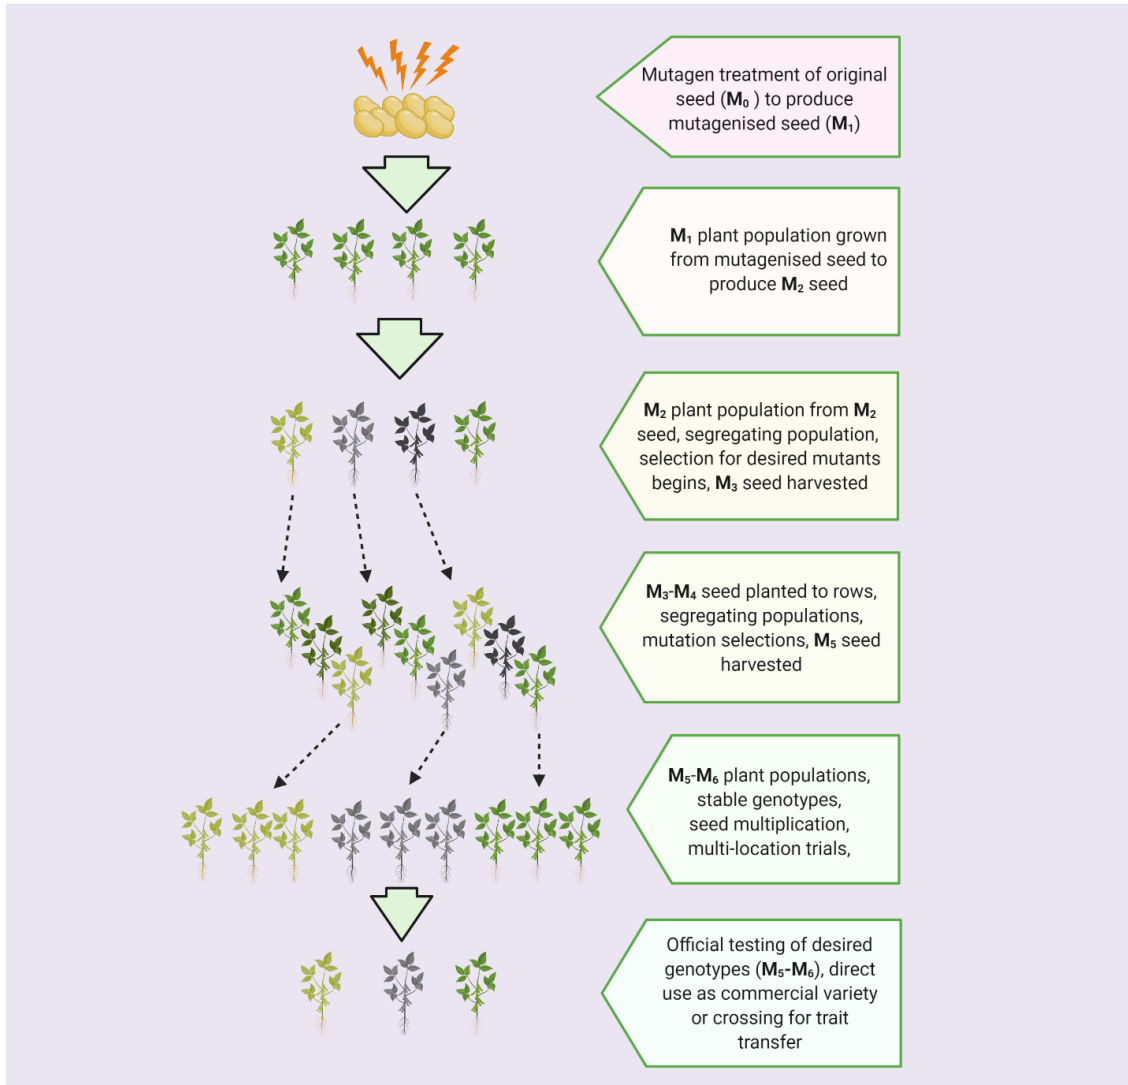 Mutagen treatment of original
seed (M₀ ) to produce
mutagenised seed (M₁)
M₁ plant population grown
from mutagenised seed to
produce M₂ seed
M₂ plant population from M₂
seed, segregating population,
selection for desired mutants
begins, M₃ seed harvested
M₃-M₄ seed planted to rows,
segregating populations,
mutation selections, M₅ seed
harvested
M₅-M₆ plant populations,
stable genotypes,
seed multiplication,
multi-location trials,
Official testing of desired
genotypes (M₅-M₆), direct
use as commercial variety
or crossing for trait
transfer